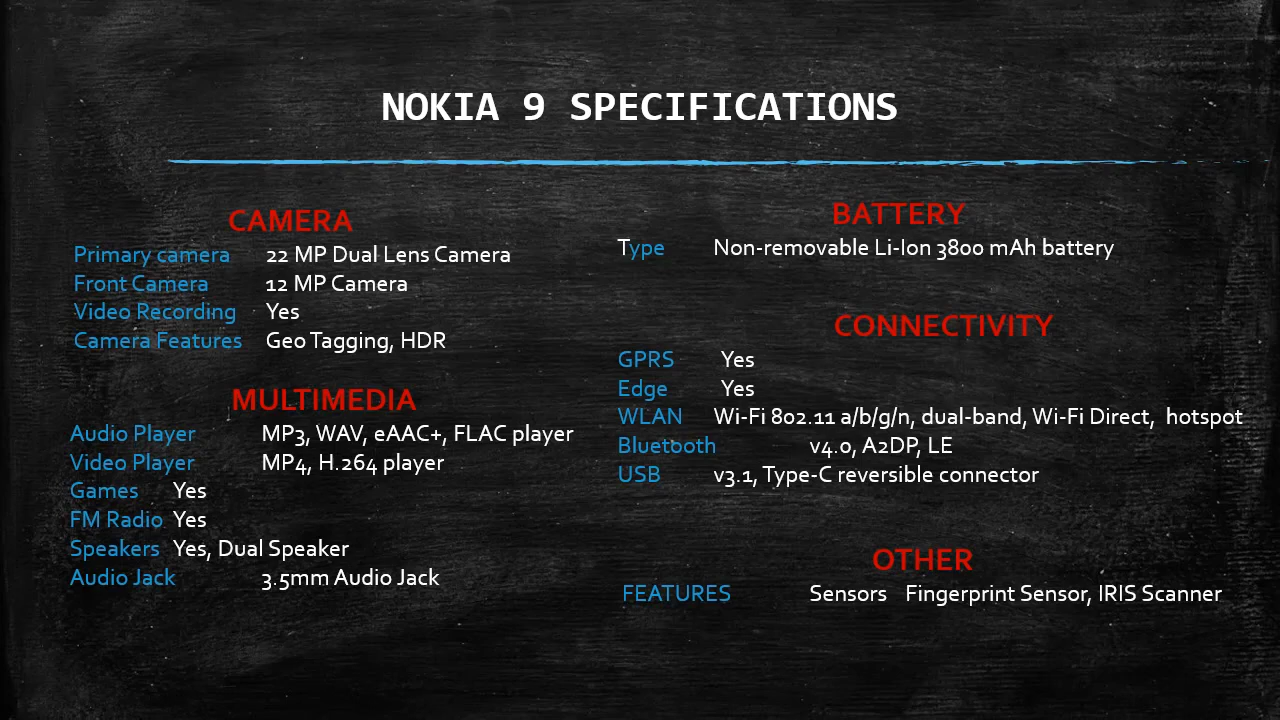 NOKIA 9 SPECIFICATIONS
CAMERA
Primary camera 22 MP Dual Lens Camera
Front Camera 12 MP Camera
Video Recording Yes
Camera Features Geo Tagging, HDR
MULTIMEDIA
Audio Player MP3, WAV, eAAC+, FLAC player
Video Player MP4, H.264 player
Games Yes
FM Radio Yes
Speakers Yes, Dual Speaker
Audio Jack 3.5mm Audio Jack
BATTERY
Type Non-removable Li-Ion 3800 mAh battery
CONNECTIVITY
GPRS Yes
Edge Yes
WLAN Wi-Fi 802.11 a/b/g/n, dual-band, Wi-Fi Direct, hotspot
Bluetooth v4.0, A2DP, LE
USB v3.1, Type-C reversible connector
OTHER
FEATURES Sensors Fingerprint Sensor, IRIS Scanner